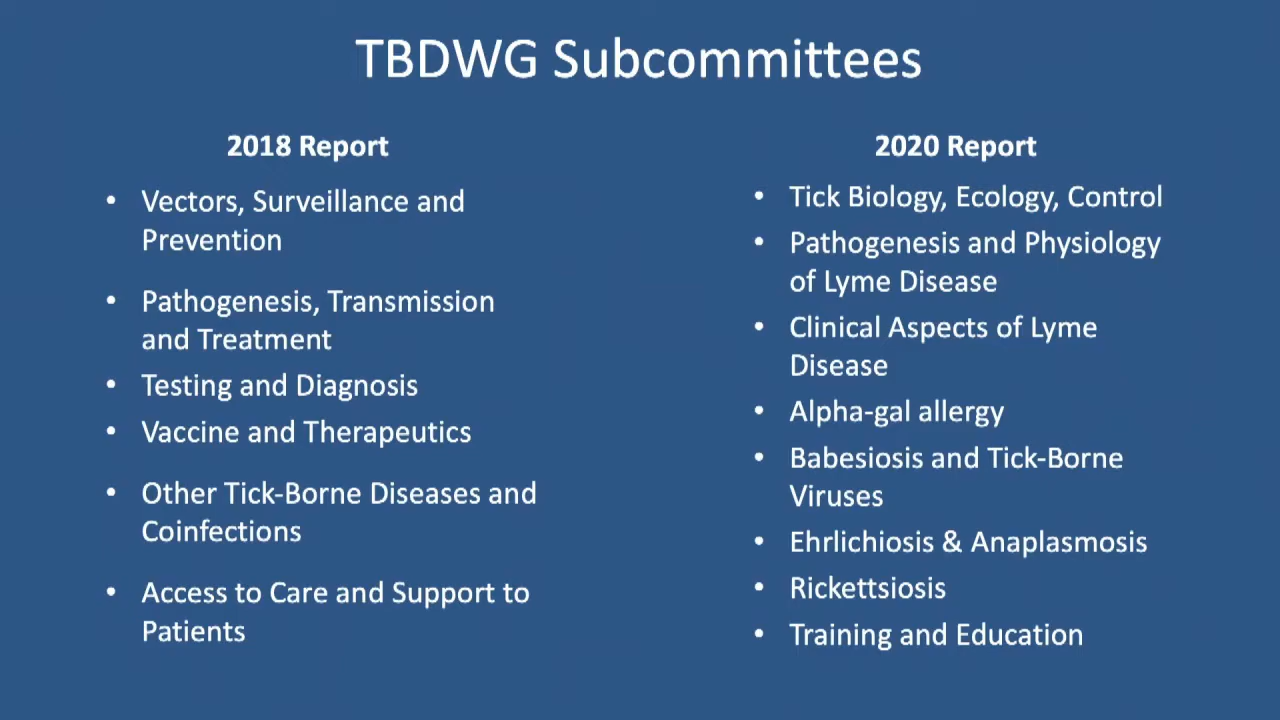 TBDWG Subcommittees
2018 Report
• Vectors, Surveillance and
Prevention
• Pathogenesis, Transmission
and Treatment
• Testing and Diagnosis
• Vaccine and Therapeutics
• Other Tick-Borne Diseases and
Coinfections
• Access to Care and Support to
Patients
2020 Report
• Tick Biology, Ecology, Control
• Pathogenesis and Physiology
of Lyme Disease
• Clinical Aspects of Lyme
Disease
• Alpha-gal allergy
• Babesiosis and Tick-Borne
Viruses
• Ehrlichiosis & Anaplasmosis
• Rickettsiosis
• Training and Education